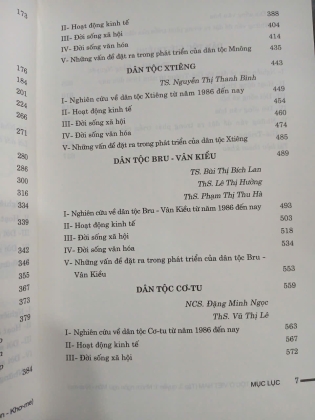 173
II- Hoạt động kinh tế 388
III- Đời sống xã hội 404
IV- Đời sống văn hóa 414
V- Những vấn đề đặt ra trong phát triển của dân tộc Mnông 435
DÂN TỘC XTIÊNG 443
TS. Nguyễn Thị Thanh Bình
I- Nghiên cứu về dân tộc Xtiêng từ năm 1986 đến nay 449
II- Hoạt động kinh tế 454
III- Đời sống xã hội 460
IV- Đời sống văn hóa 474
V- Những vấn đề đặt ra trong phát triển của dân tộc Xtiêng 485
DÂN TỘC BRU - VÂN KIỀU 489
TS. Bùi Thị Bích Lan
ThS. Lê Thị Hường
ThS. Phạm Thị Thu Hà
I- Nghiên cứu về dân tộc Bru - Vân Kiều từ năm 1986 đến nay 493
II- Hoạt động kinh tế 503
III- Đời sống xã hội 518
IV- Đời sống văn hóa 534
V- Những vấn đề đặt ra trong phát triển của dân tộc Bru -
Vân Kiều 553
DÂN TỘC CƠ-TU 559
NCS. Đặng Minh Ngọc
ThS. Vũ Thị Lê
I- Nghiên cứu về dân tộc Cơ-tu từ năm 1986 đến nay 563
II- Hoạt động kinh tế 567
III- Đời sống xã hội 572
MỤC LỤC 7
176
184
201
224
266
271
280
286
300
316
334
339
342
346
355
367
373
379
384